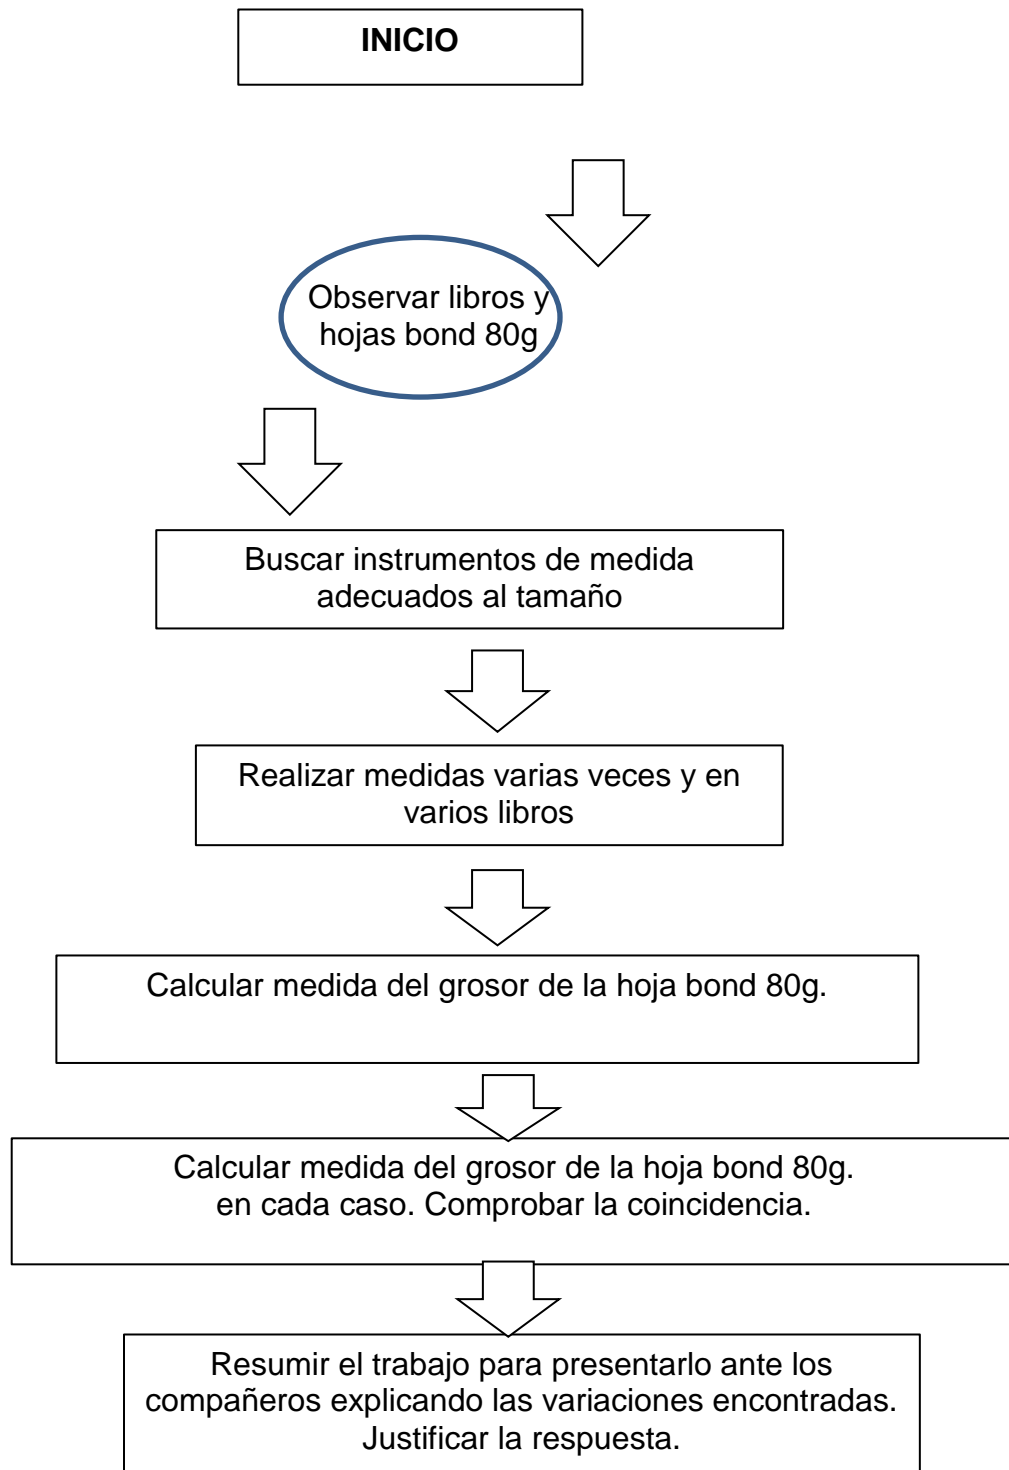 INICIO
Observar libros y
hojas bond 80g
Buscar instrumentos de medida
adecuados al tamaño
Realizar medidas varias veces y en
varios libros
Calcular medida del grosor de la hoja bond 80g.
Calcular medida del grosor de la hoja bond 80g.
en cada caso. Comprobar la coincidencia.
Resumir el trabajo para presentarlo ante los
compañeros explicando las variaciones encontradas.
Justificar la respuesta.